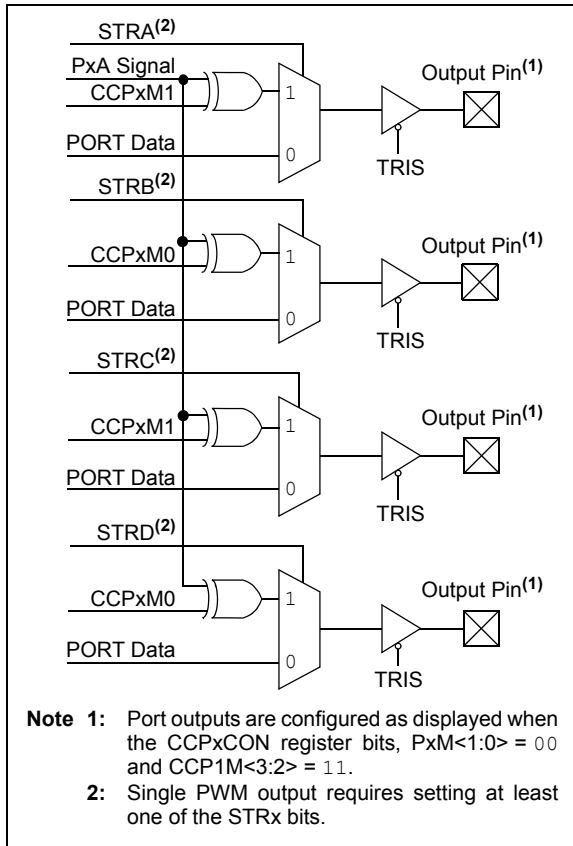 STRA(2)
PxA Signal
Output Pin(1)
CCPxM1
1
PORT Data
0
TRIS
STRB(2)
Output Pin(1)
CCPxM0
1
PORT Data
0
TRIS
STRC(2)
Output Pin(1)
CCPxM1
1
PORT Data
0
TRIS
STRD(2)
Output Pin(1)
CCPxM0
1
PORT Data
0
TRIS
Note 1: Port outputs are configured as displayed when
the CCPxCON register bits, PxM<1:0> = 00
and CCP1M<3:2> = 11.
2: Single PWM output requires setting at least
one of the STRx bits.